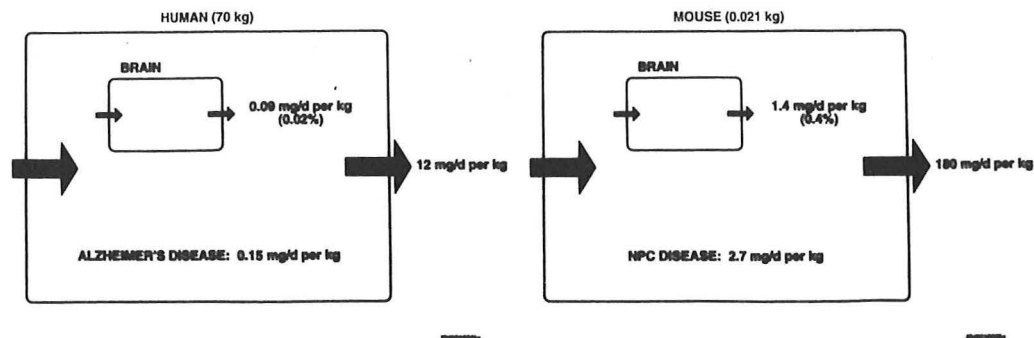 HUMAN (70 kg)
BRAIN
0.09 mg/d per kg
(0.02%)
12 mg/d per kg
ALZHEIMER'S DISEASE: 0.15 mg/d per kg
MOUSE (0.021 kg)
BRAIN
1.4 mg/d per kg
(0.4%)
180 mg/d per kg
NPC DISEASE: 2.7 mg/d per kg